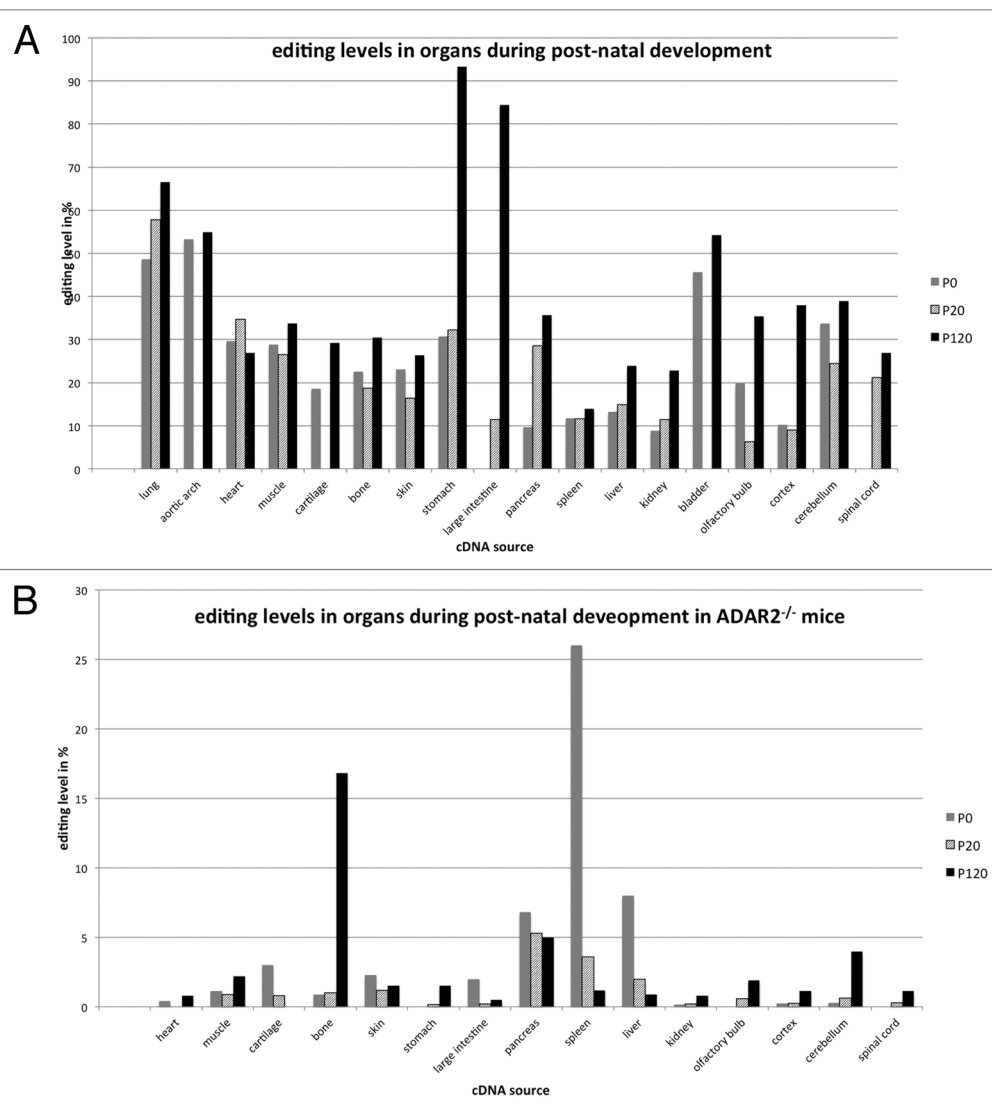 A
editing levels in organs during post-natal development
100
90
80
70
60
50
40
30
20
10
0
editing level in %
lung
aortic arch
heart
muscle
cartilage
bone
skin
stomach
large intestine
pancreas
spleen
liver
kidney
bladder
olfactory bulb
cortex
cerebellum
spinal cord
cDNA source
P0
P20
P120
B
editing levels in organs during post-natal deveopment in ADAR2-/- mice
30
25
20
15
10
5
0
editing level in %
heart
muscle
cartilage
bone
skin
stomach
large intestine
pancreas
spleen
liver
kidney
olfactory bulb
cortex
cerebellum
spinal cord
cDNA source
P0
P20
P120